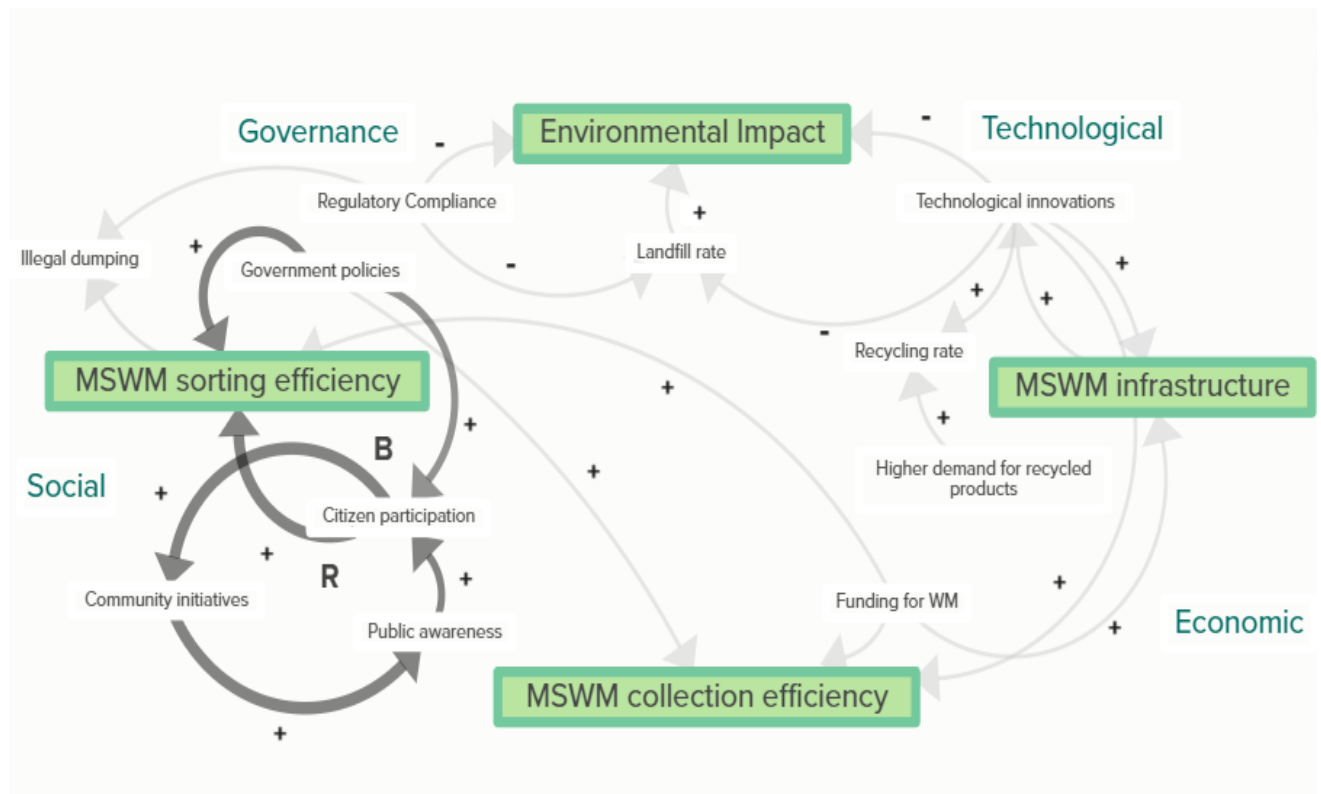 Governance
-
Environmental Impact
-
Technological
Regulatory Compliance
+
Technological innovations
+
Illegal dumping
Government policies
-
Landfill rate
+
+
+
-
Recycling rate
MSWM sorting efficiency
+
MSWM infrastructure
+
+
B
Higher demand for recycled
products
+
Social
+
Citizen participation
+
R
+
+
Community initiatives
Funding for WM
Public awareness
+
Economic
MSWM collection efficiency
+